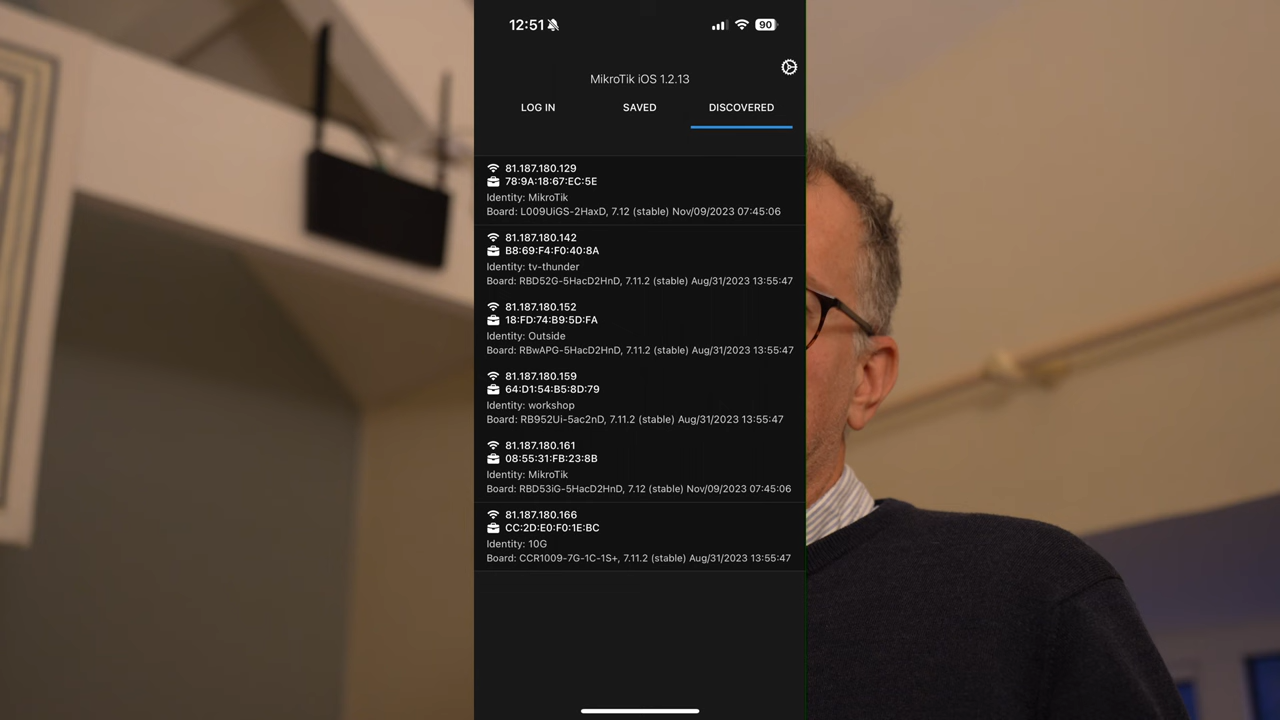 12:51
90
MikroTik iOS 1.2.13
LOG IN SAVED DISCOVERED
81.187.180.129
78:9A:18:67:EC:5E
Identity: MikroTik
Board: L009UiGS-2HaxD, 7.12 (stable) Nov/09/2023 07:45:06
81.187.180.142
B8:69:F4:F0:40:8A
Identity: tv-thunder
Board: RBD52G-5HacD2HnD, 7.11.2 (stable) Aug/31/2023 13:55:47
81.187.180.152
18:FD:74:B9:5D:FA
Identity: Outside
Board: RBwAPG-5HacD2HnD, 7.11.2 (stable) Aug/31/2023 13:55:47
81.187.180.159
64:D1:54:B5:8D:79
Identity: workshop
Board: RB952Ui-5ac2nD, 7.11.2 (stable) Aug/31/2023 13:55:47
81.187.180.161
08:55:31:FB:23:8B
Identity: MikroTik
Board: RBD53iG-5HacD2HnD, 7.12 (stable) Nov/09/2023 07:45:06
81.187.180.166
CC:2D:E0:F0:1E:BC
Identity: 10G
Board: CCR1009-7G-1C-1S+, 7.11.2 (stable) Aug/31/2023 13:55:47